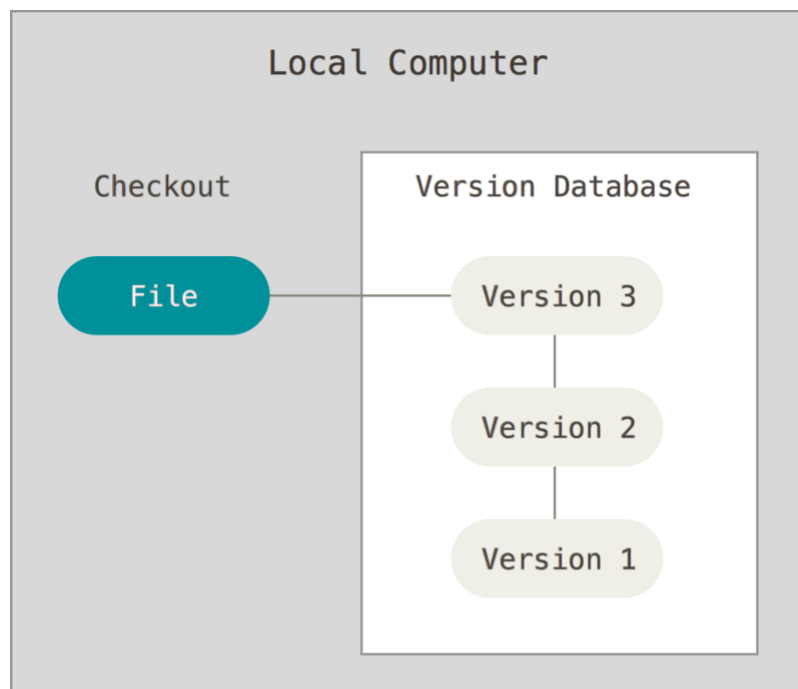 Local Computer
Checkout
Version Database
File
Version 3
Version 2
Version 1